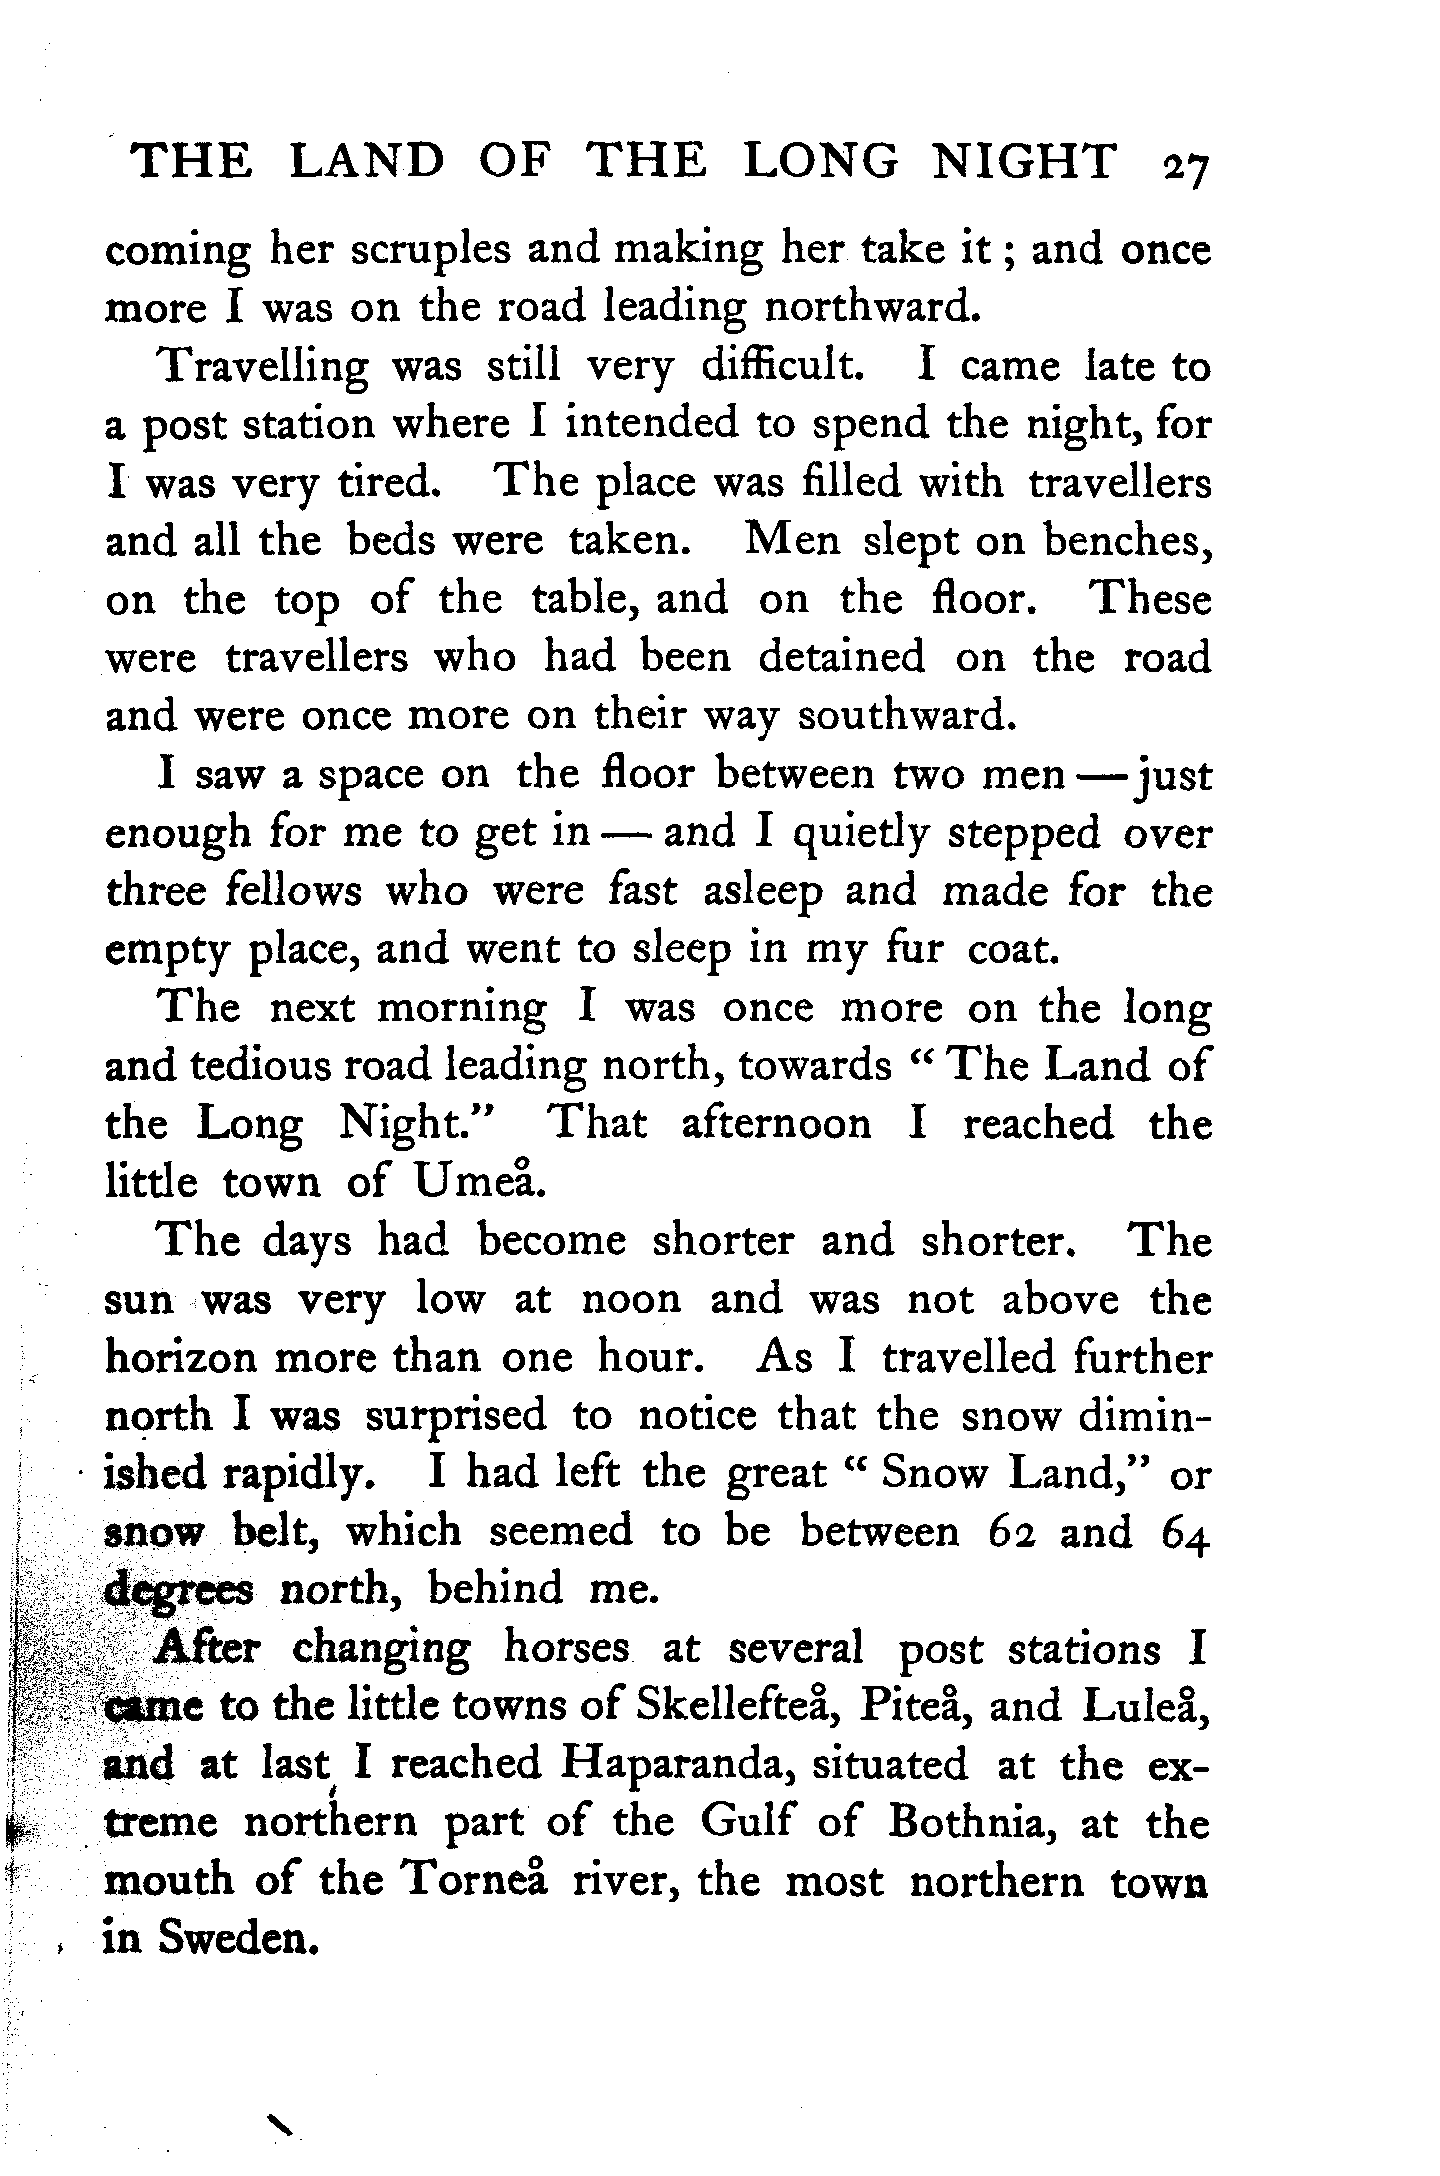 THE LAND OF THE LONG NIGHT 27
coming her scruples and making her take it ; and once
more I was on the road leading northward.
Travelling was still very difficult. I came late to
a post station where I intended to spend the night, for
I was very tired. The place was filled with travellers
and all the beds were taken. Men slept on benches,
on the top of the table, and on the floor. These
were travellers who had been detained on the road
and were once more on their way southward.
I saw a space on the floor between two men — just
enough for me to get in — and I quietly stepped over
three fellows who were fast asleep and made for the
empty place, and went to sleep in my fur coat.
The next morning I was once more on the long
and tedious road leading north, towards “ The Land of
the Long Night.” That afternoon I reached the
little town of Umeå.
The days had become shorter and shorter. The
sun was very low at noon and was not above the
horizon more than one hour. As I travelled further
north I was surprised to notice that the snow dimin-
ished rapidly. I had left the great “ Snow Land,” or
snow belt, which seemed to be between 62 and 64
degrees north, behind me.
After changing horses at several post stations I
came to the little towns of Skellefteå, Piteå, and Luleå,
and at last I reached Haparanda, situated at the ex-
treme northern part of the Gulf of Bothnia, at the
mouth of the Torneå river, the most northern town
in Sweden.